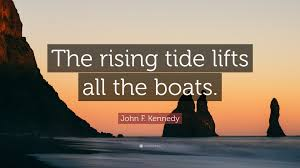 The rising tide lifts
all the boats.
John F. Kennedy